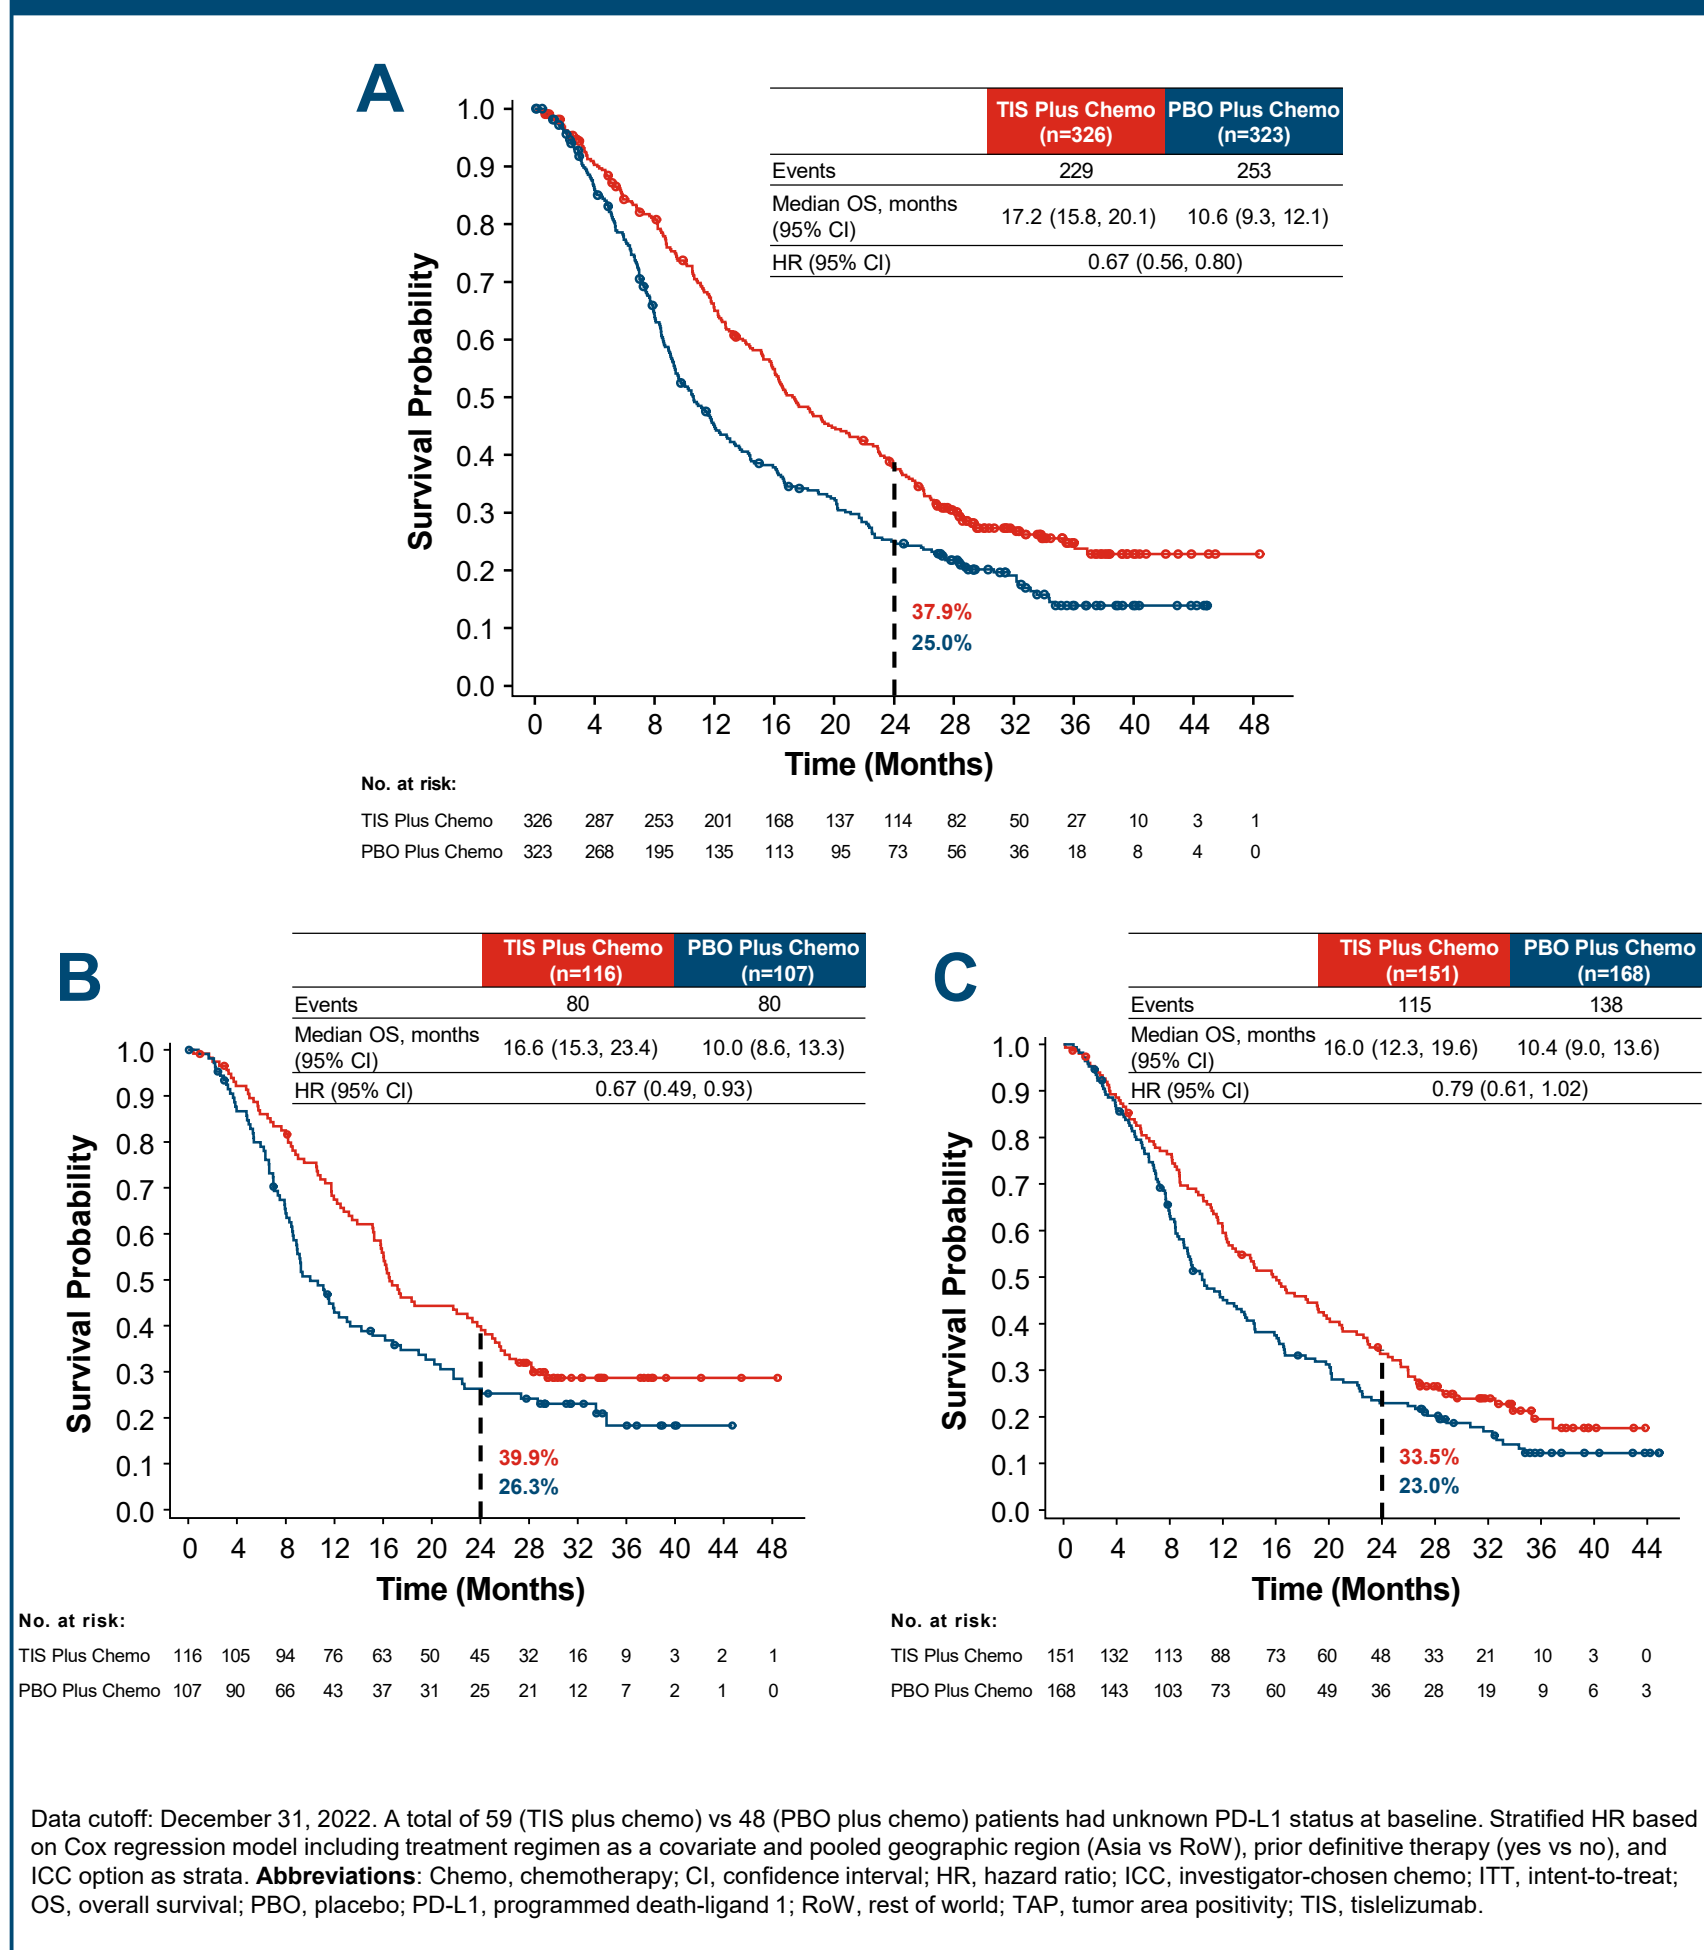 A
TIS Plus Chemo (n=326) PBO Plus Chemo (n=323)
Events 229 253
Median OS, months (95% CI) 17.2 (15.8, 20.1) 10.6 (9.3, 12.1)
HR (95% CI) 0.67 (0.56, 0.80)
Survival Probability
1.0
0.9
0.8
0.7
0.6
0.5
0.4
0.3
0.2
0.1
0.0
37.9%
25.0%
0 4 8 12 16 20 24 28 32 36 40 44 48
Time (Months)
No. at risk:
TIS Plus Chemo 326 287 253 201 168 137 114 82 50 27 10 3 1
PBO Plus Chemo 323 268 195 135 113 95 73 56 36 18 8 4 0
B
TIS Plus Chemo (n=116) PBO Plus Chemo (n=107)
Events 80 80
Median OS, months (95% CI) 16.6 (15.3, 23.4) 10.0 (8.6, 13.3)
HR (95% CI) 0.67 (0.49, 0.93)
Survival Probability
1.0
0.9
0.8
0.7
0.6
0.5
0.4
0.3
0.2
0.1
0.0
39.9%
26.3%
0 4 8 12 16 20 24 28 32 36 40 44 48
Time (Months)
No. at risk:
TIS Plus Chemo 116 105 94 76 63 50 45 32 16 9 3 2 1
PBO Plus Chemo 107 90 66 43 37 31 25 21 12 7 2 1 0
C
TIS Plus Chemo (n=151) PBO Plus Chemo (n=168)
Events 115 138
Median OS, months (95% CI) 16.0 (12.3, 19.6) 10.4 (9.0, 13.6)
HR (95% CI) 0.79 (0.61, 1.02)
Survival Probability
1.0
0.9
0.8
0.7
0.6
0.5
0.4
0.3
0.2
0.1
0.0
33.5%
23.0%
0 4 8 12 16 20 24 28 32 36 40 44
Time (Months)
No. at risk:
TIS Plus Chemo 151 132 113 88 73 60 48 33 21 10 3 0
PBO Plus Chemo 168 143 103 73 60 49 36 28 19 9 6 3
Data cutoff: December 31, 2022. A total of 59 (TIS plus chemo) vs 48 (PBO plus chemo) patients had unknown PD-L1 status at baseline. Stratified HR based
on Cox regression model including treatment regimen as a covariate and pooled geographic region (Asia vs RoW), prior definitive therapy (yes vs no), and
ICC option as strata. Abbreviations: Chemo, chemotherapy; CI, confidence interval; HR, hazard ratio; ICC, investigator-chosen chemo; ITT, intent-to-treat;
OS, overall survival; PBO, placebo; PD-L1, programmed death-ligand 1; RoW, rest of world; TAP, tumor area positivity; TIS, tislelizumab.